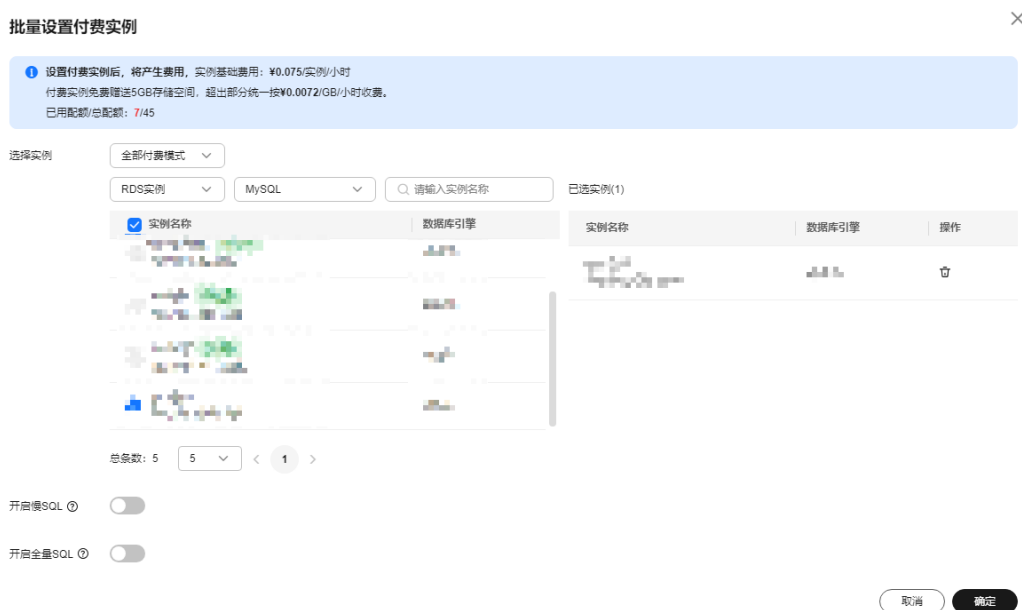 批量设置付费实例
设置付费实例后，将产生费用，实例基础费用：¥0.075/实例/小时
付费实例免费赠送5GB存储空间，超出部分统一按¥0.0072/GB/小时收费。
已用配额/总配额：7/45
选择实例
全部付费模式
RDS实例
MySQL
请输入实例名称
已选实例(1)
实例名称
数据库引擎
实例名称
数据库引擎
操作
总条数：5
5
1
开启慢SQL
开启全量SQL
取消
确定